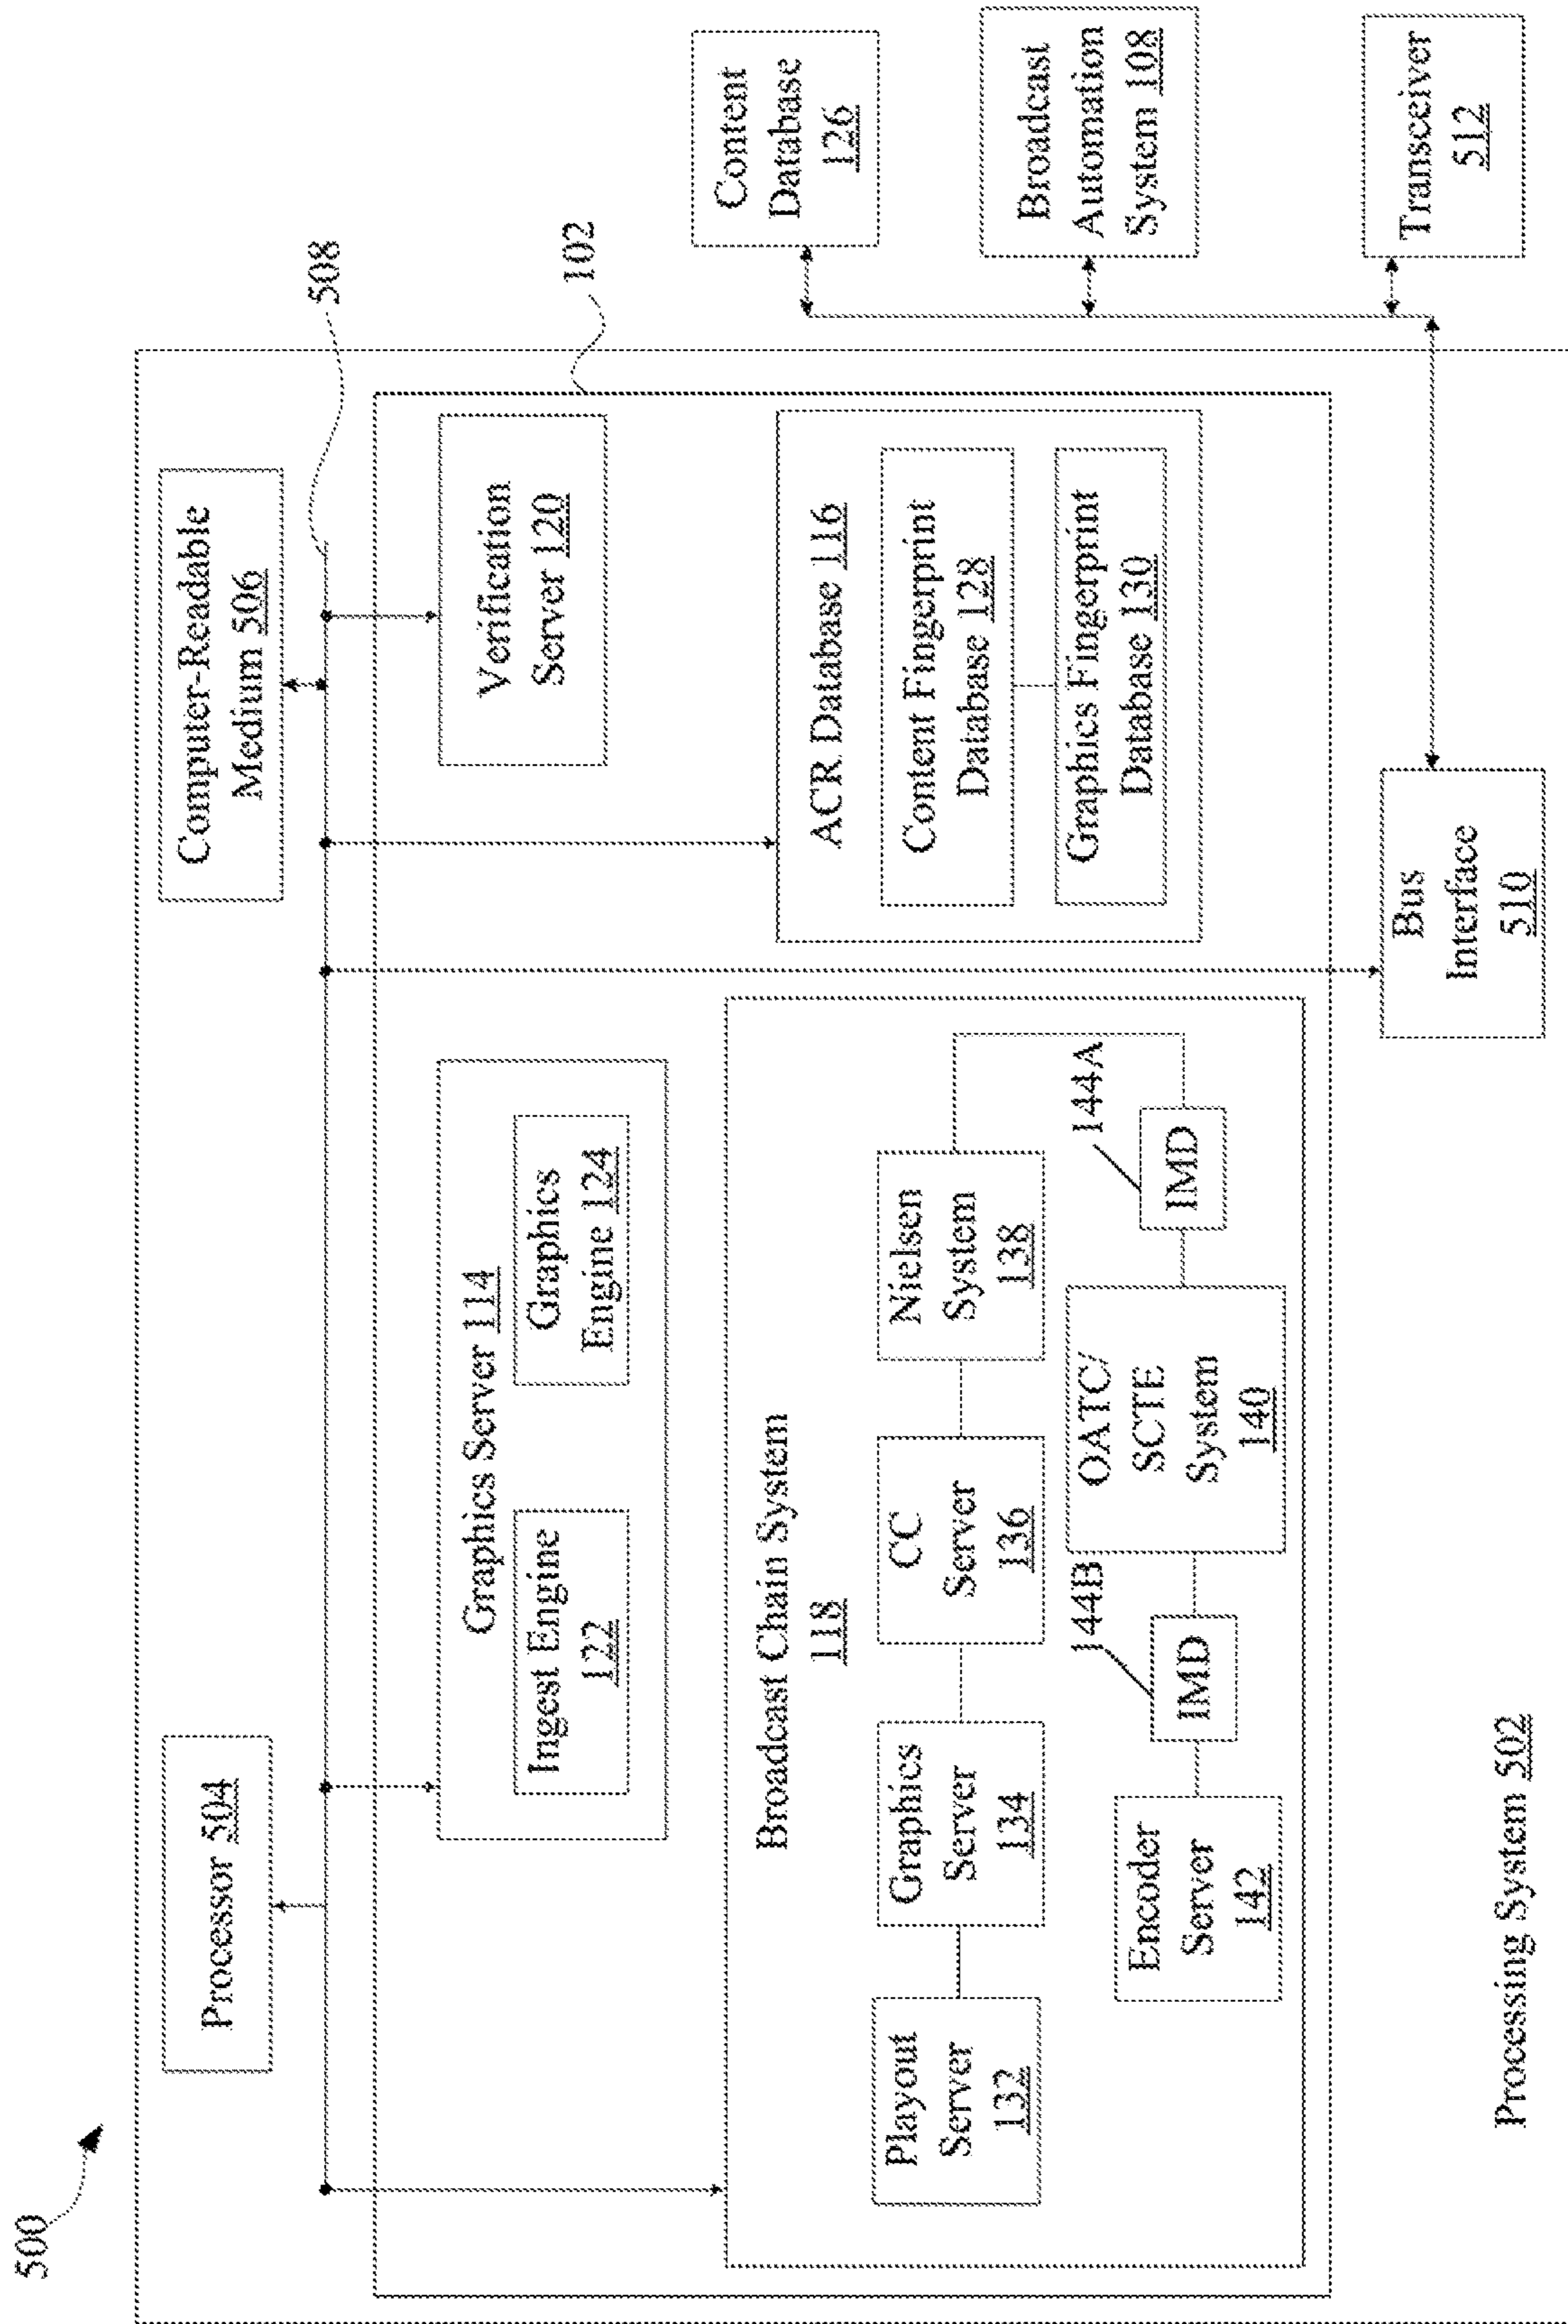 500
Processor 504
Computer-Readable
Medium 506
508
102
Graphics Server 114
Ingest Engine
122
Graphics
Engine 124
Verification
Server 120
Broadcast Chain System
118
Playout
Server
132
Graphics
Server
134
CC
Server
136
Nielsen
System
138
Encoder
Server
142
144B
IMD
OATC/
SCTE
System
140
144A
IMD
ACR Database 116
Content Fingerprint
Database 128
Graphics Fingerprint
Database 130
Content
Database
126
Broadcast
Automation
System 108
Transceiver
512
Bus
Interface
510
Processing System 502